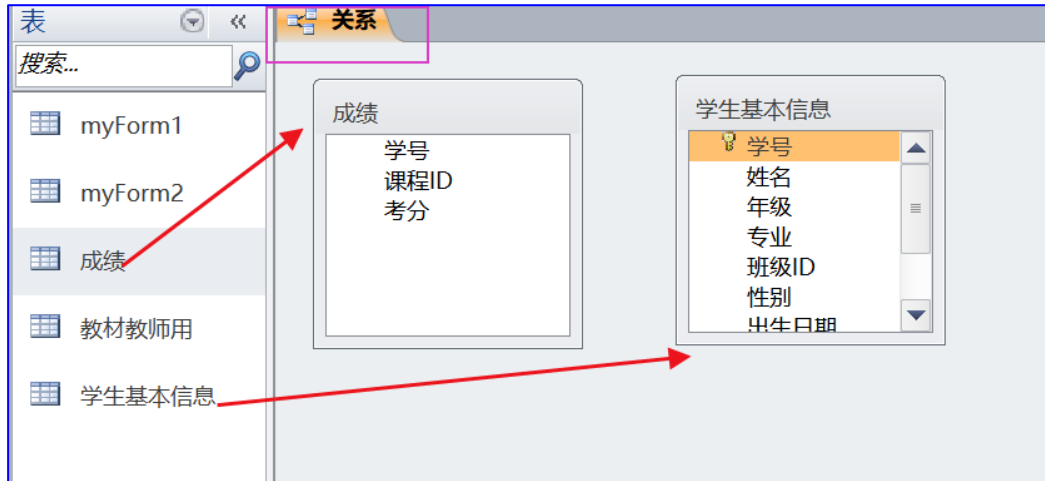 表
«
关系
搜索...
myForm1
myForm2
成绩
教材教师用
学生基本信息
成绩
学号
课程ID
考分
学生基本信息
学号
姓名
年级
专业
班级ID
性别
出生日期